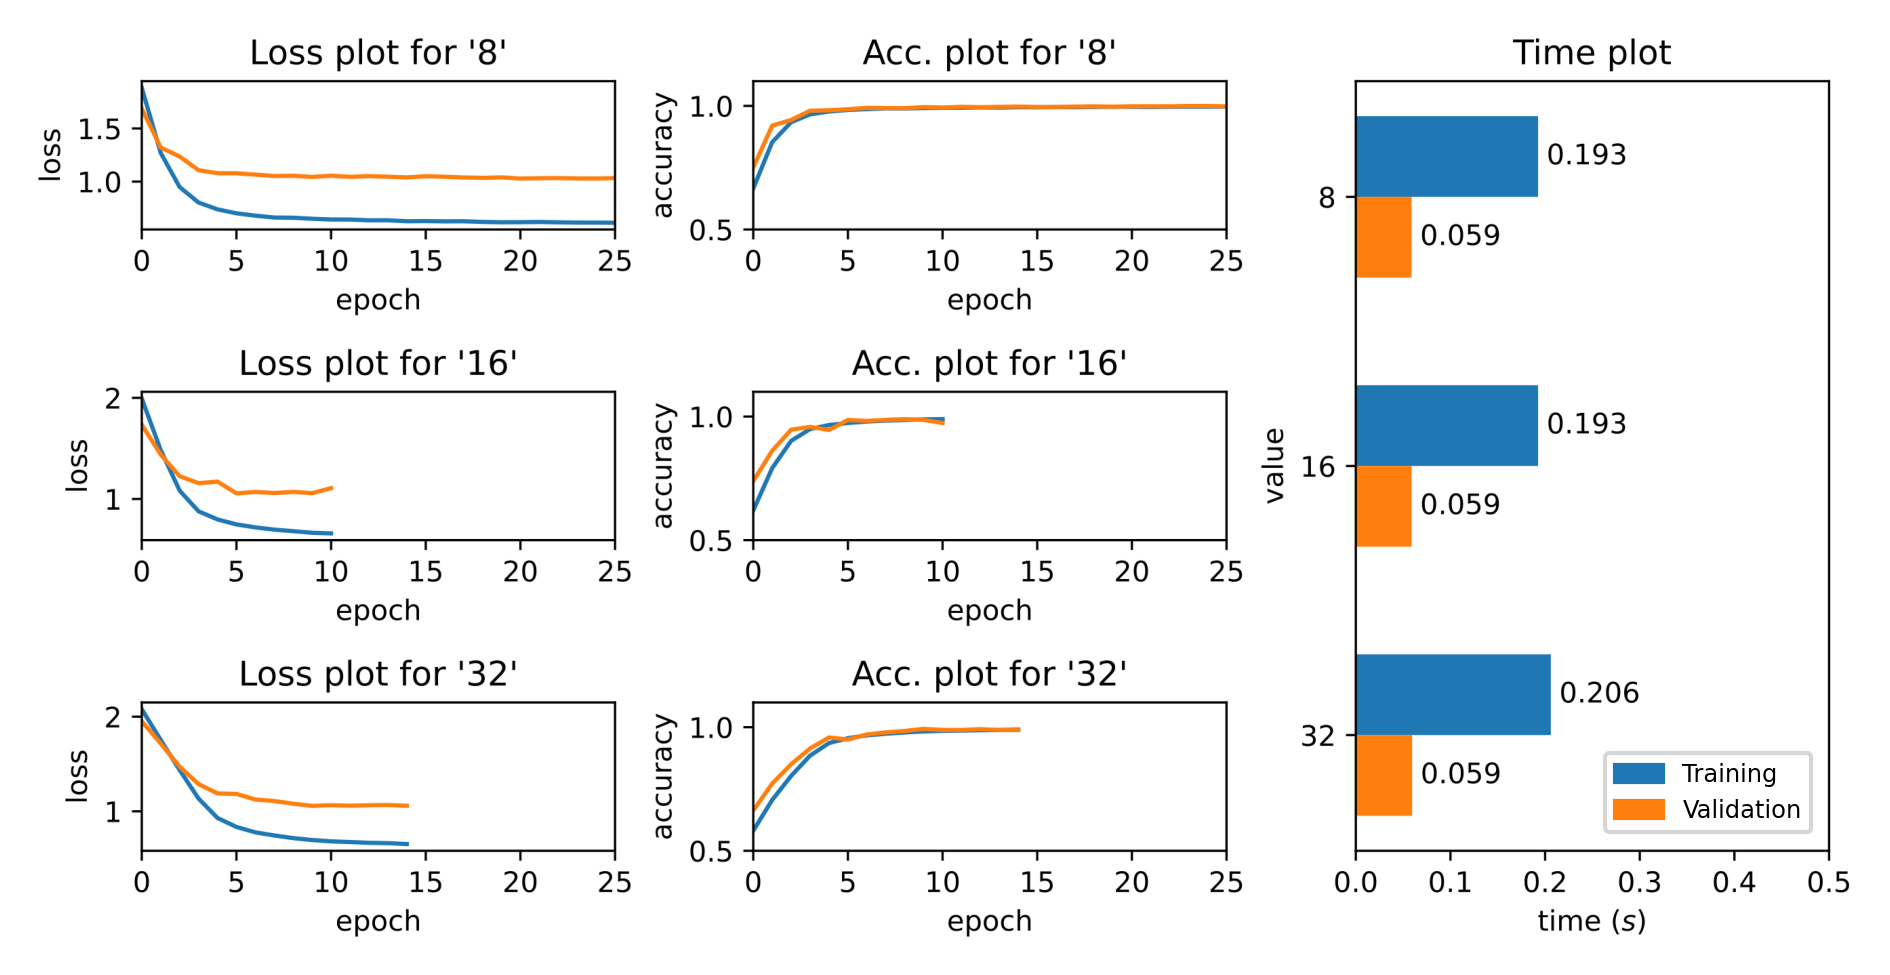 Loss plot for '8'
loss
1.5
1.0
0 5 10 15 20 25
epoch
Acc. plot for '8'
accuracy
1.0
0.5
0 5 10 15 20 25
epoch
Loss plot for '16'
loss
2
1
0 5 10 15 20 25
epoch
Acc. plot for '16'
accuracy
1.0
0.5
0 5 10 15 20 25
epoch
Loss plot for '32'
loss
2
1
0 5 10 15 20 25
epoch
Acc. plot for '32'
accuracy
1.0
0.5
0 5 10 15 20 25
epoch
Time plot
value
8
0.193
0.059
16
0.193
0.059
32
0.206
0.059
Training
Validation
0.0 0.1 0.2 0.3 0.4 0.5
time (s)